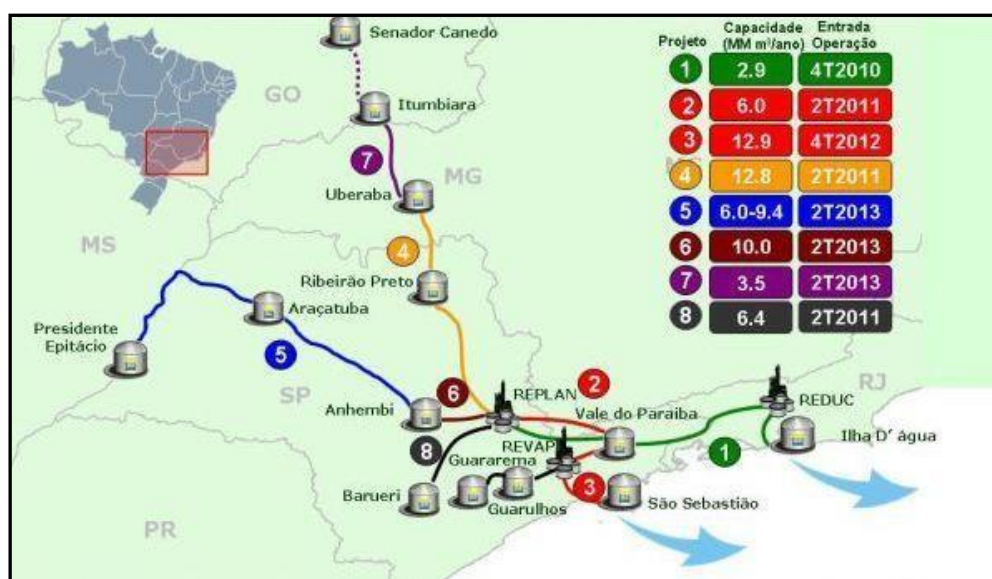 Senador Canedo
GO
Itumbiara
7
MG
Uberaba
4
MS
Ribeirão Preto
Araçatuba
Presidente
Epitácio
5
SP
Anhembi
6
REPLAN
2
Vale do Paraiba
RJ
REDUC
Ilha D' água
1
8
REVAP
Guararema
Barueri
Guarulhos
3
São Sebastião
PR
Projeto Capacidade (MM m³/ano) Entrada Operação
1 2.9 4T2010
2 6.0 2T2011
3 12.9 4T2012
4 12.8 2T2011
5 6.0-9.4 2T2013
6 10.0 2T2013
7 3.5 2T2013
8 6.4 2T2011